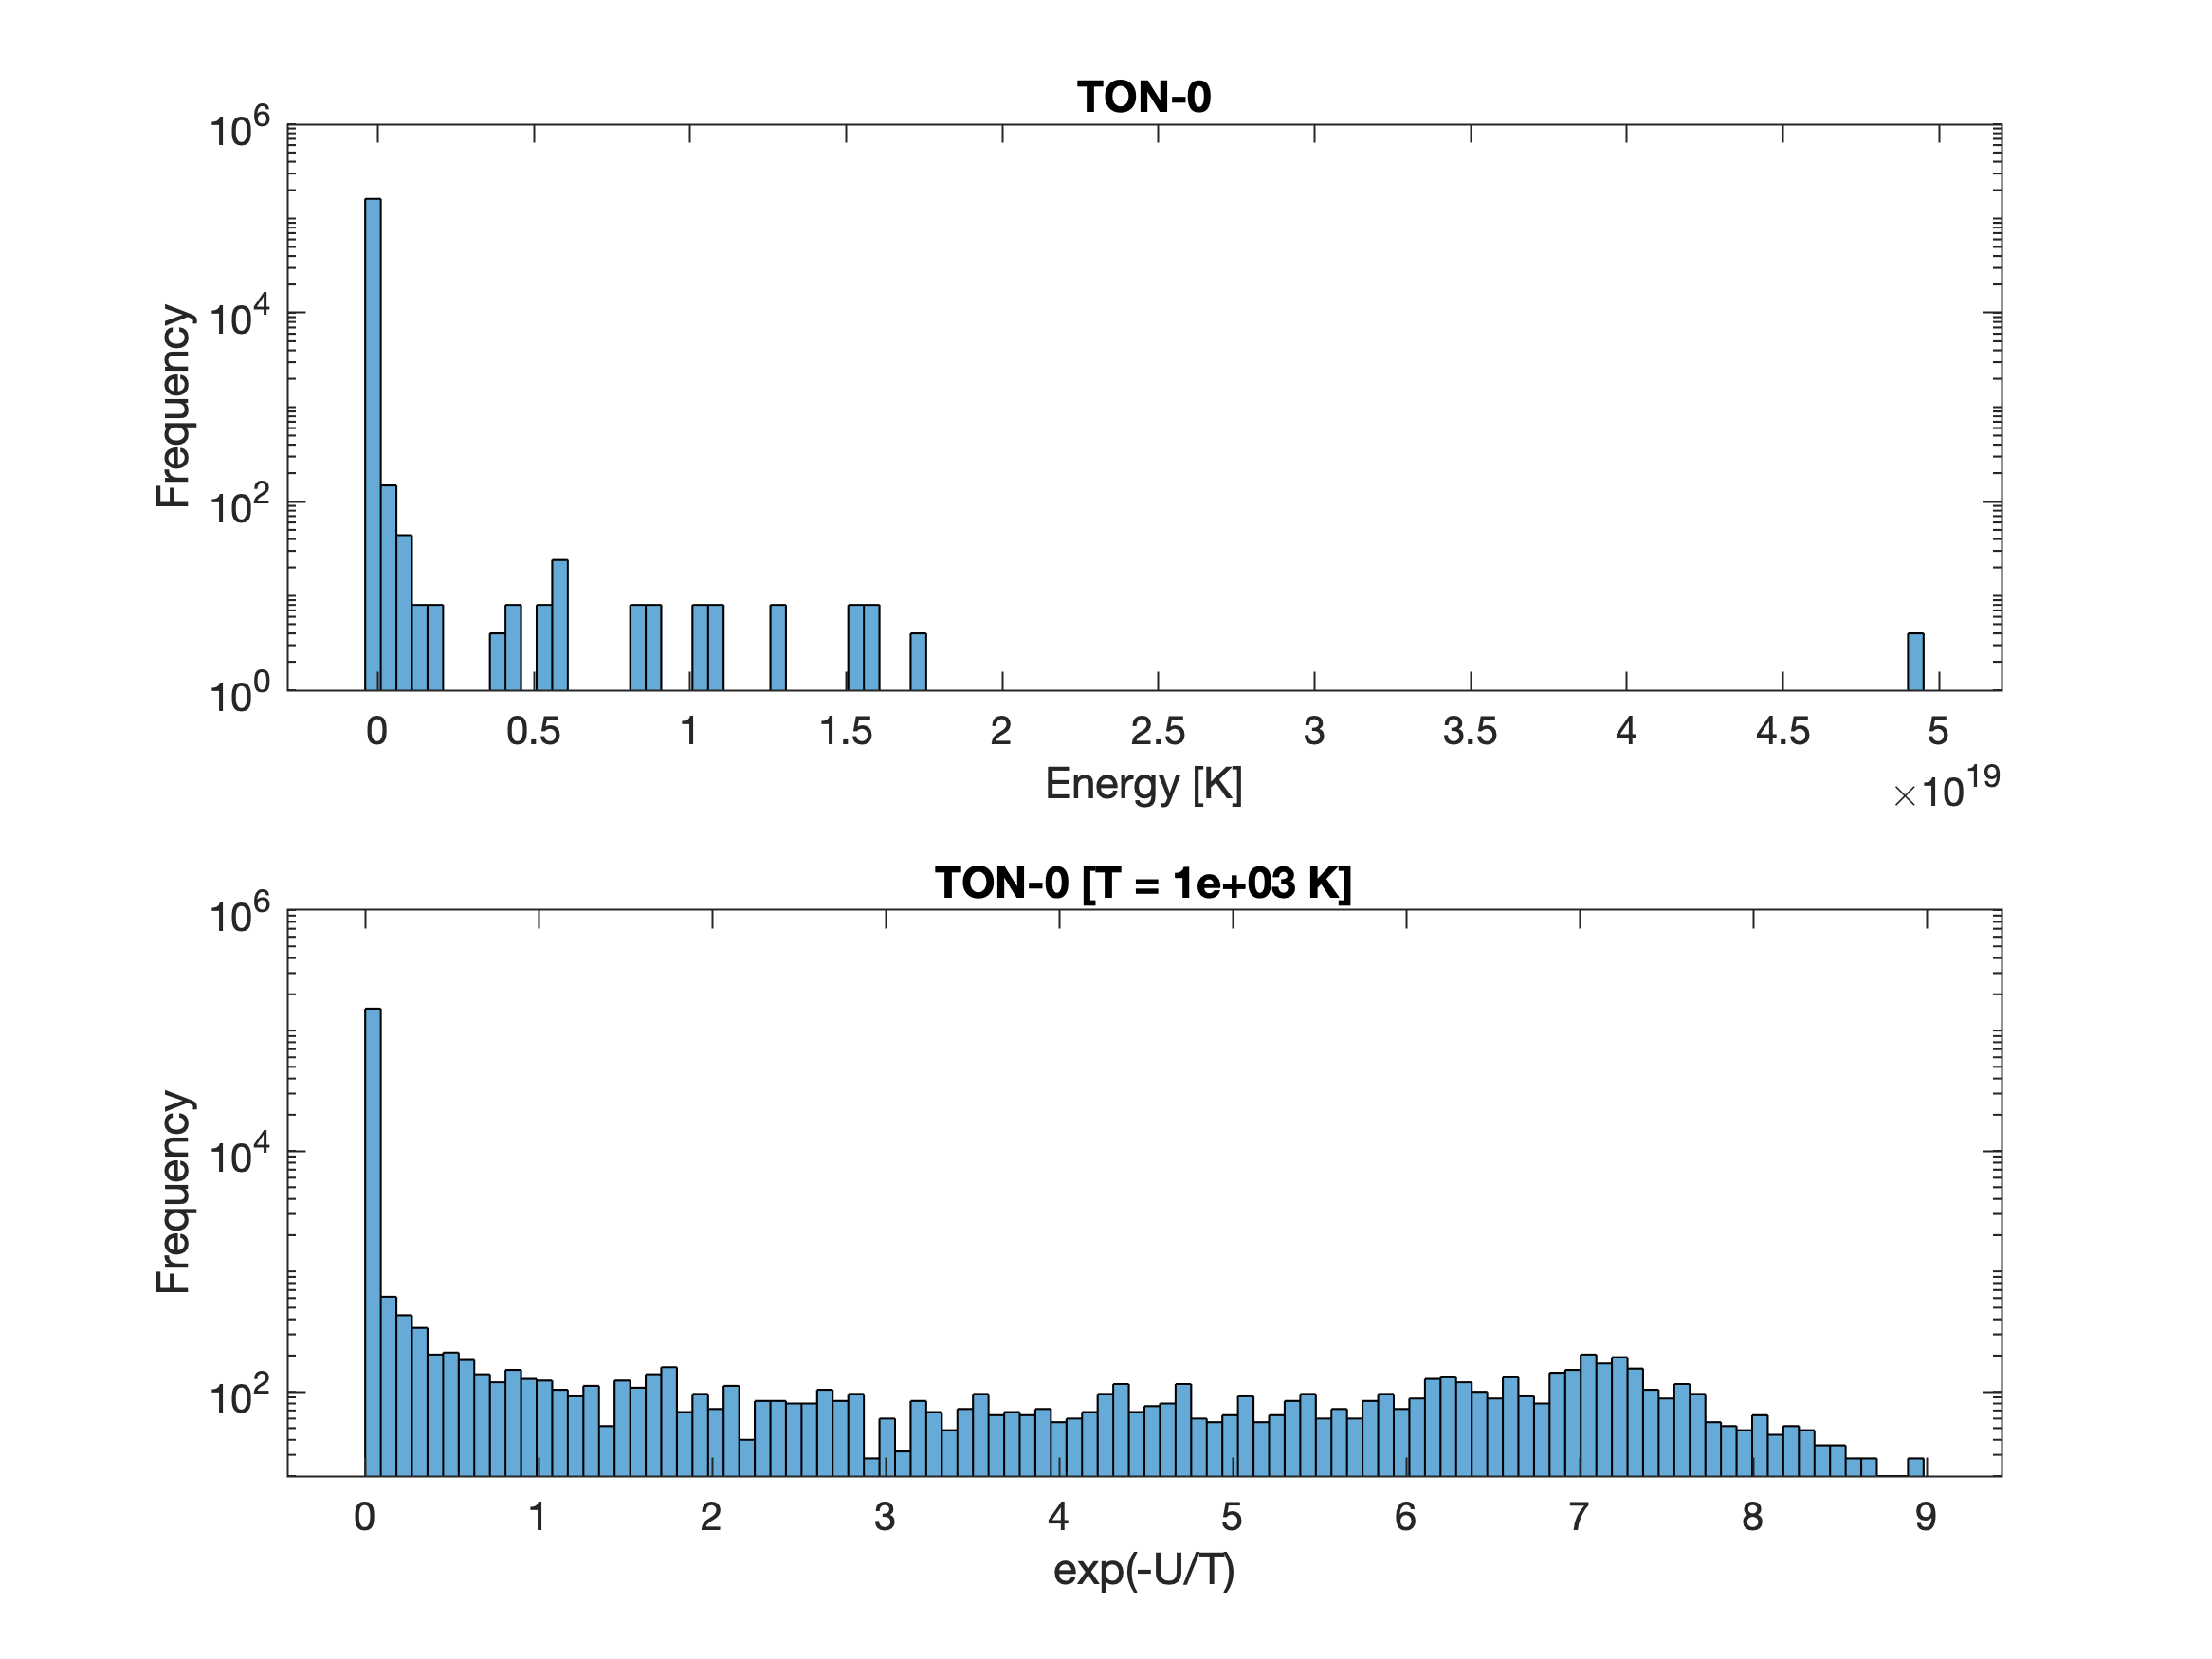 TON-0
10^6
10^4
10^2
10^0
Frequency
0 0.5 1 1.5 2 2.5 3 3.5 4 4.5 5
Energy [K]
×10^19
TON-0 [T = 1e+03 K]
10^6
10^4
10^2
Frequency
0 1 2 3 4 5 6 7 8 9
exp(-U/T)